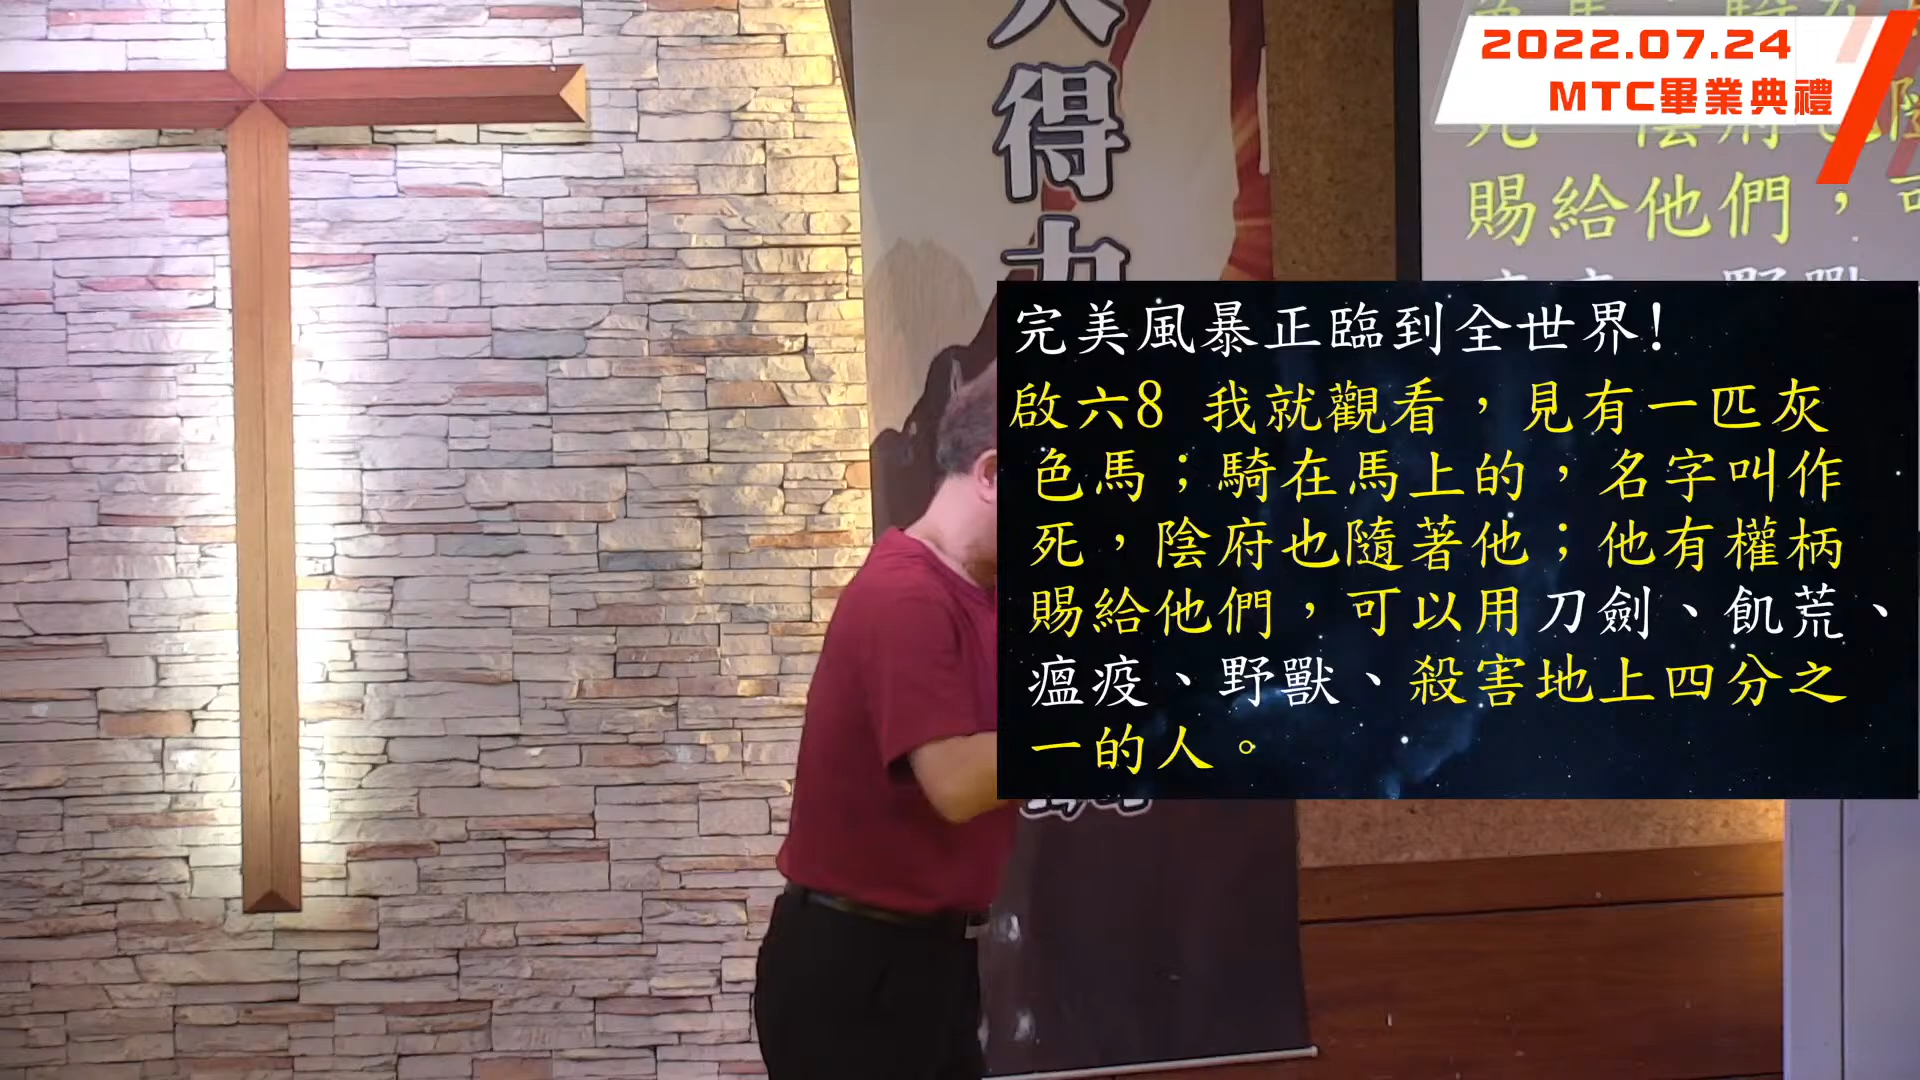 2022.07.24
MTC畢業典禮
人得力
賜給他們，可
完美風暴正臨到全世界!
啟六8 我就觀看，見有一匹灰
色馬；騎在馬上的，名字叫作
死，陰府也隨著他；他有權柄
賜給他們，可以用刀劍、飢荒、
瘟疫、野獸、殺害地上四分之
一的人。